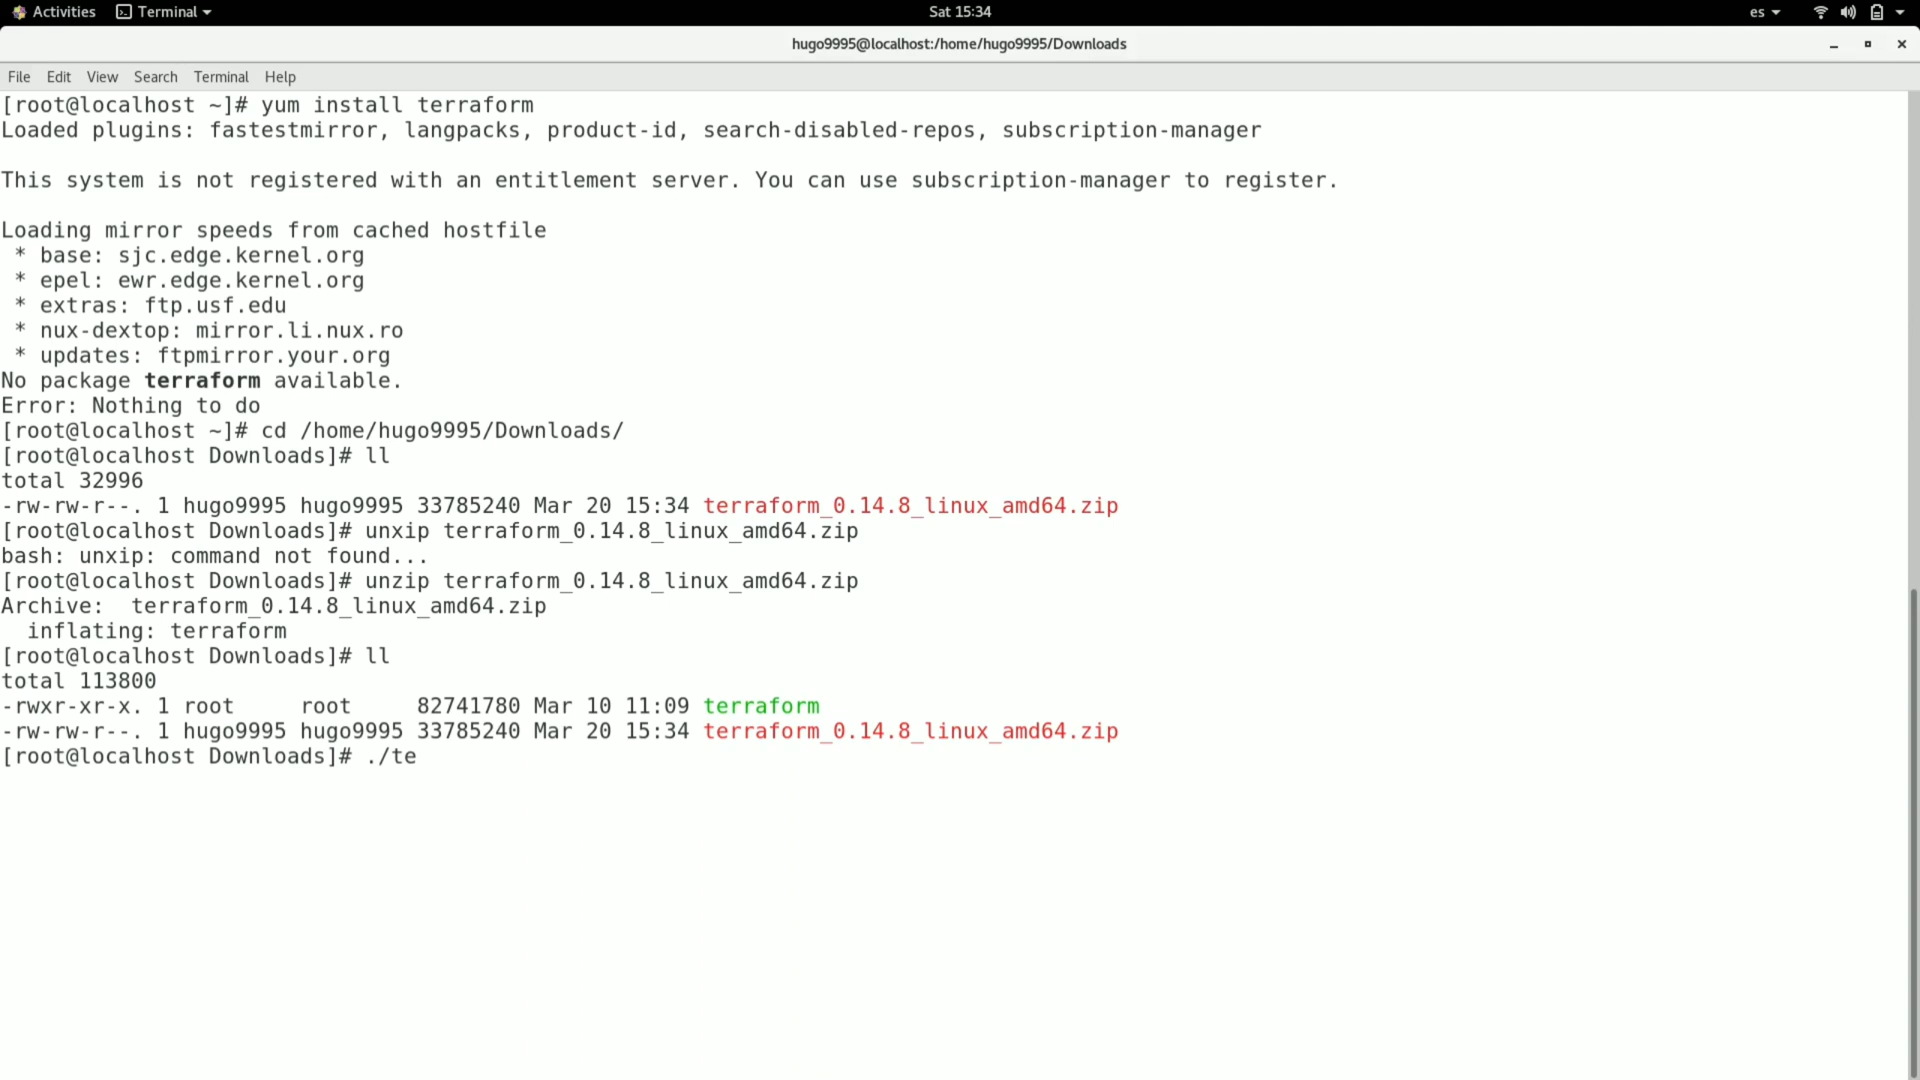 Activities Terminal Sat 15:34 es
hugo9995@localhost:/home/hugo9995/Downloads
File Edit View Search Terminal Help
[root@localhost ~]# yum install terraform
Loaded plugins: fastestmirror, langpacks, product-id, search-disabled-repos, subscription-manager
This system is not registered with an entitlement server. You can use subscription-manager to register.
Loading mirror speeds from cached hostfile
 * base: sjc.edge.kernel.org
 * epel: ewr.edge.kernel.org
 * extras: ftp.usf.edu
 * nux-dextop: mirror.li.nux.ro
 * updates: ftpmirror.your.org
No package terraform available.
Error: Nothing to do
[root@localhost ~]# cd /home/hugo9995/Downloads/
[root@localhost Downloads]# ll
total 32996
-rw-rw-r--. 1 hugo9995 hugo9995 33785240 Mar 20 15:34 terraform_0.14.8_linux_amd64.zip
[root@localhost Downloads]# unxip terraform_0.14.8_linux_amd64.zip
bash: unxip: command not found...
[root@localhost Downloads]# unzip terraform_0.14.8_linux_amd64.zip
Archive:  terraform_0.14.8_linux_amd64.zip
  inflating: terraform
[root@localhost Downloads]# ll
total 113800
-rwxr-xr-x. 1 root     root     82741780 Mar 10 11:09 terraform
-rw-rw-r--. 1 hugo9995 hugo9995 33785240 Mar 20 15:34 terraform_0.14.8_linux_amd64.zip
[root@localhost Downloads]# ./te